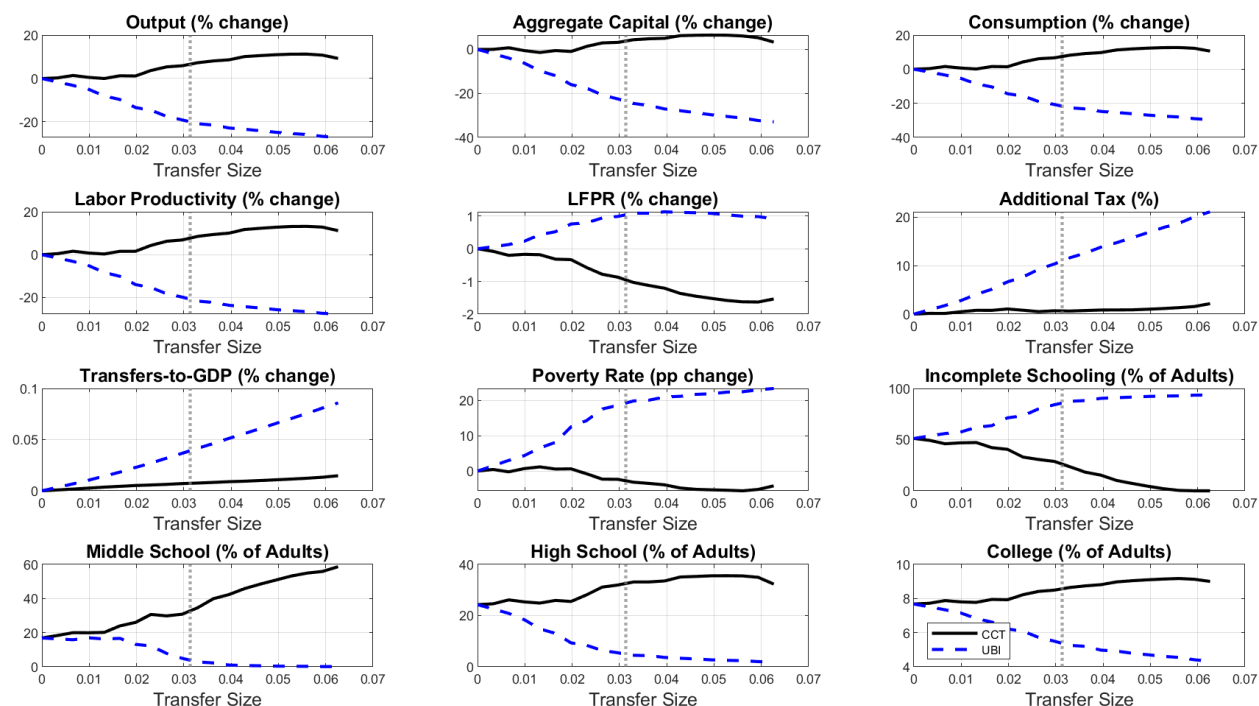 Output (% change)
20
0
-20
0 0.01 0.02 0.03 0.04 0.05 0.06 0.07
Transfer Size
Aggregate Capital (% change)
0
-20
-40
0 0.01 0.02 0.03 0.04 0.05 0.06 0.07
Transfer Size
Consumption (% change)
20
0
-20
-40
0 0.01 0.02 0.03 0.04 0.05 0.06 0.07
Transfer Size
Labor Productivity (% change)
20
0
-20
0 0.01 0.02 0.03 0.04 0.05 0.06 0.07
Transfer Size
LFPR (% change)
1
0
-1
-2
0 0.01 0.02 0.03 0.04 0.05 0.06 0.07
Transfer Size
Additional Tax (%)
20
10
0
0 0.01 0.02 0.03 0.04 0.05 0.06 0.07
Transfer Size
Transfers-to-GDP (% change)
0.1
0.05
0
0 0.01 0.02 0.03 0.04 0.05 0.06 0.07
Transfer Size
Poverty Rate (pp change)
20
10
0
0 0.01 0.02 0.03 0.04 0.05 0.06 0.07
Transfer Size
Incomplete Schooling (% of Adults)
100
50
0
0 0.01 0.02 0.03 0.04 0.05 0.06 0.07
Transfer Size
Middle School (% of Adults)
60
40
20
0
0 0.01 0.02 0.03 0.04 0.05 0.06 0.07
Transfer Size
High School (% of Adults)
40
20
0
0 0.01 0.02 0.03 0.04 0.05 0.06 0.07
Transfer Size
College (% of Adults)
10
8
6
4
CCT
UBI
0 0.01 0.02 0.03 0.04 0.05 0.06 0.07
Transfer Size